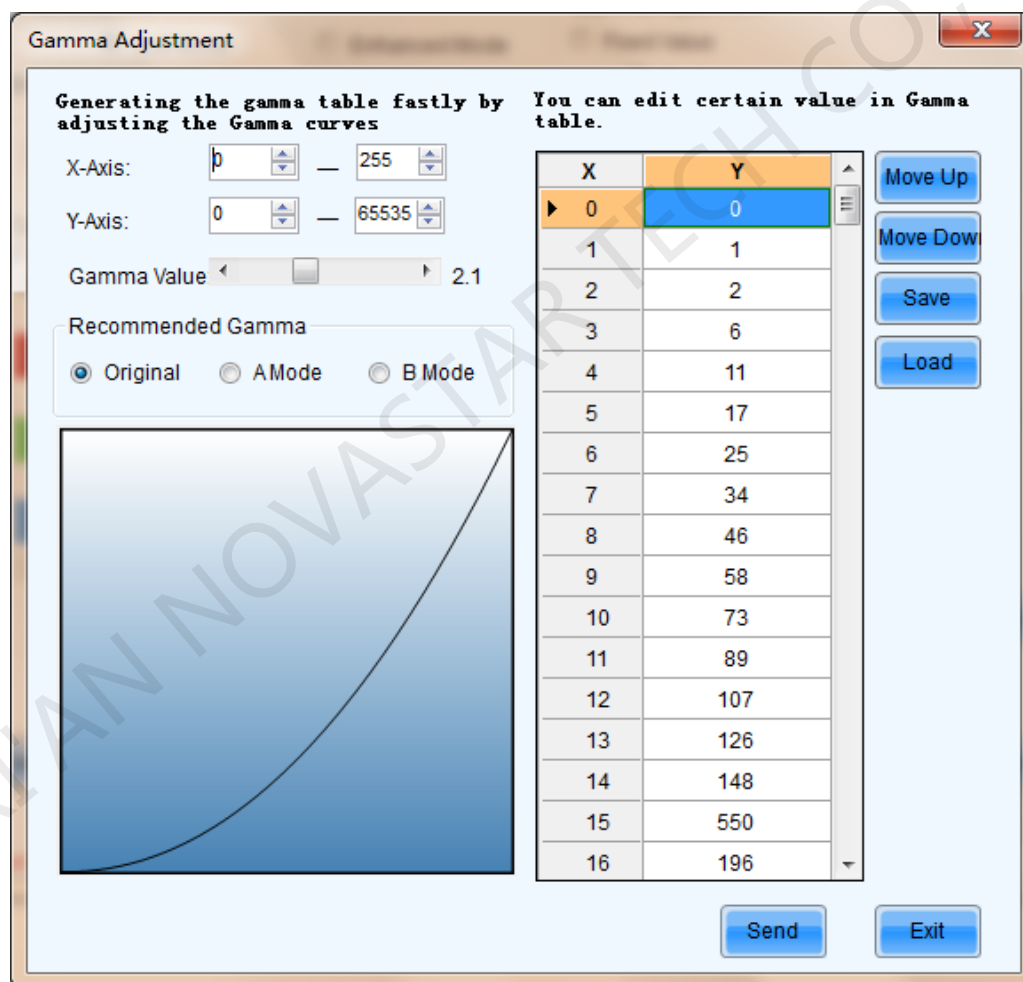 Gamma Adjustment
Generating the gamma table fastly by
adjusting the Gamma curves
X-Axis: 0 — 255
Y-Axis: 0 — 65535
Gamma Value 2.1
Recommended Gamma
Original A Mode B Mode
You can edit certain value in Gamma
table.
X Y
0 0
1 1
2 2
3 6
4 11
5 17
6 25
7 34
8 46
9 58
10 73
11 89
12 107
13 126
14 148
15 550
16 196
Move Up
Move Dow
Save
Load
Send Exit
AN NOVASTAR TECH CO